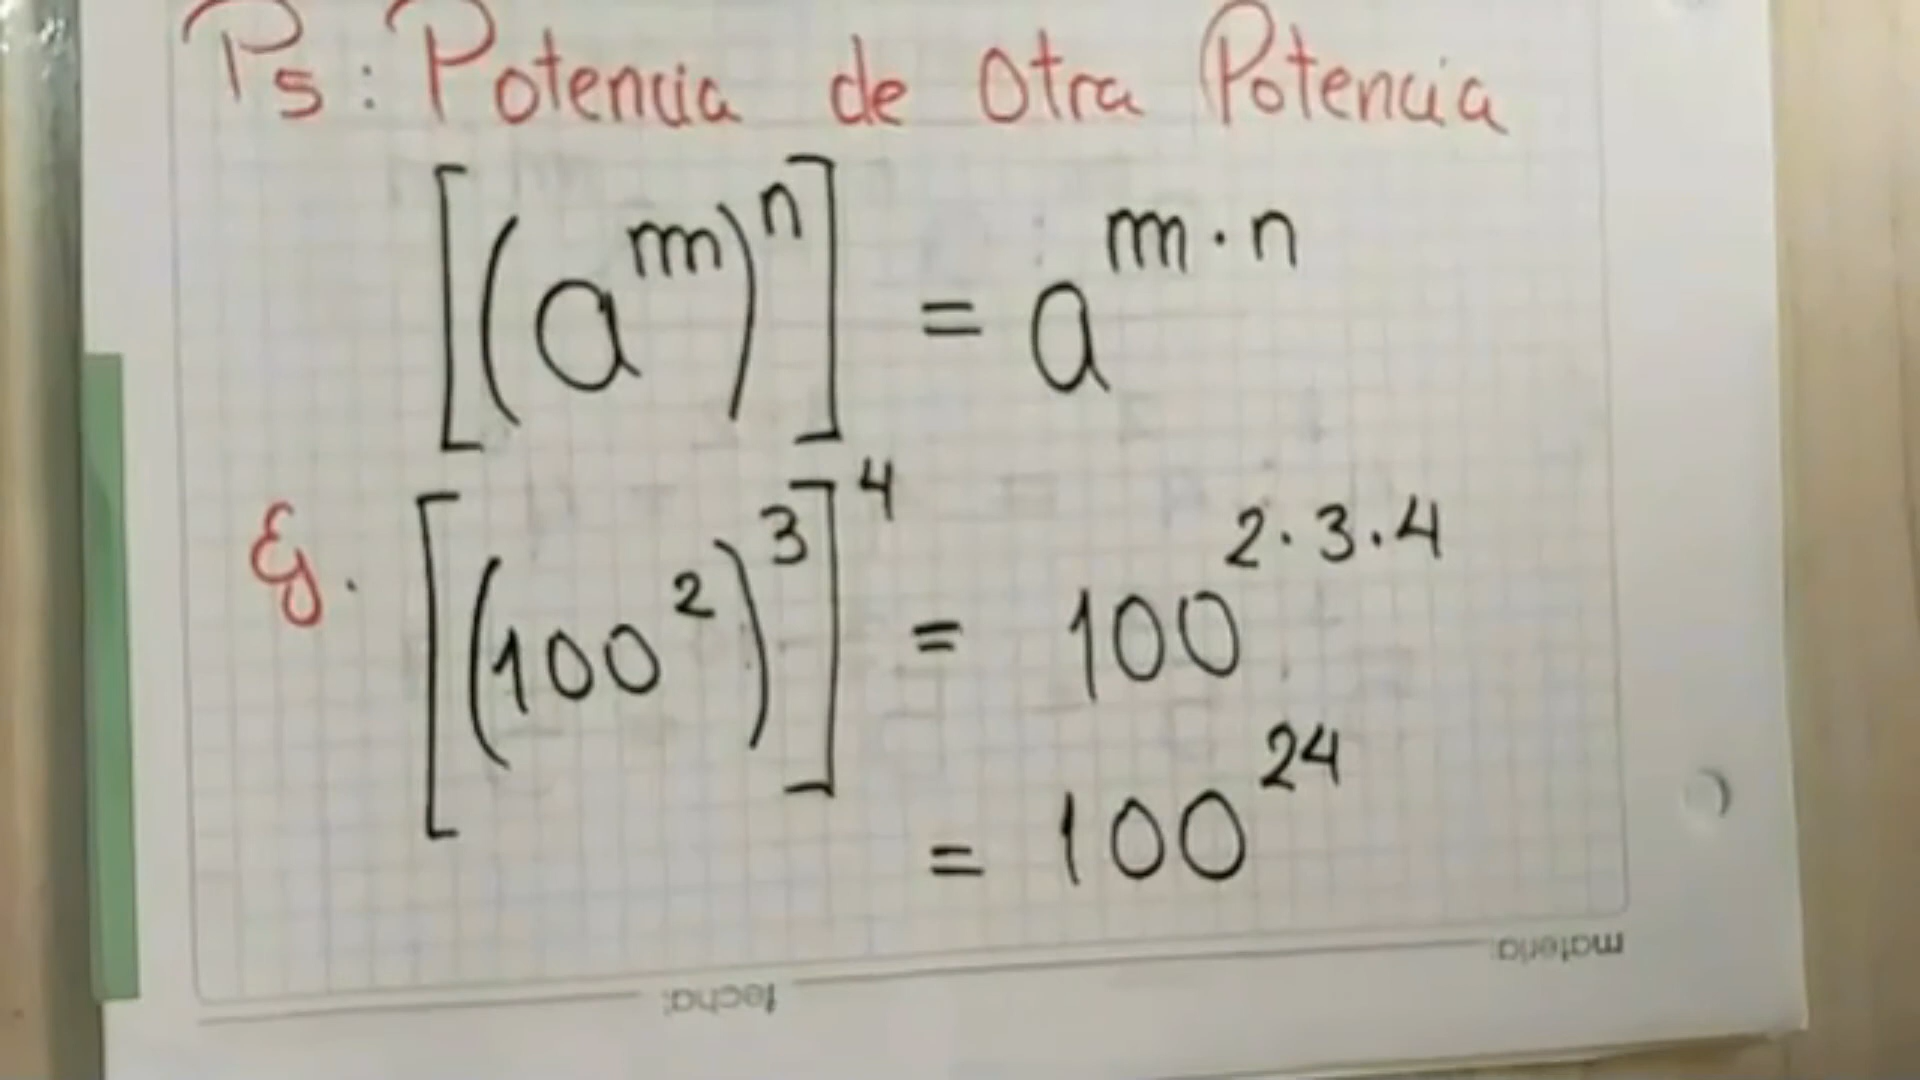 P5: Potencia de Otra Potencia
[(a^m)^n] = a^{m·n}
Ej. [(100^2)^3]^4 = 100^{2·3·4}
= 100^{24}
materia:
fecha: